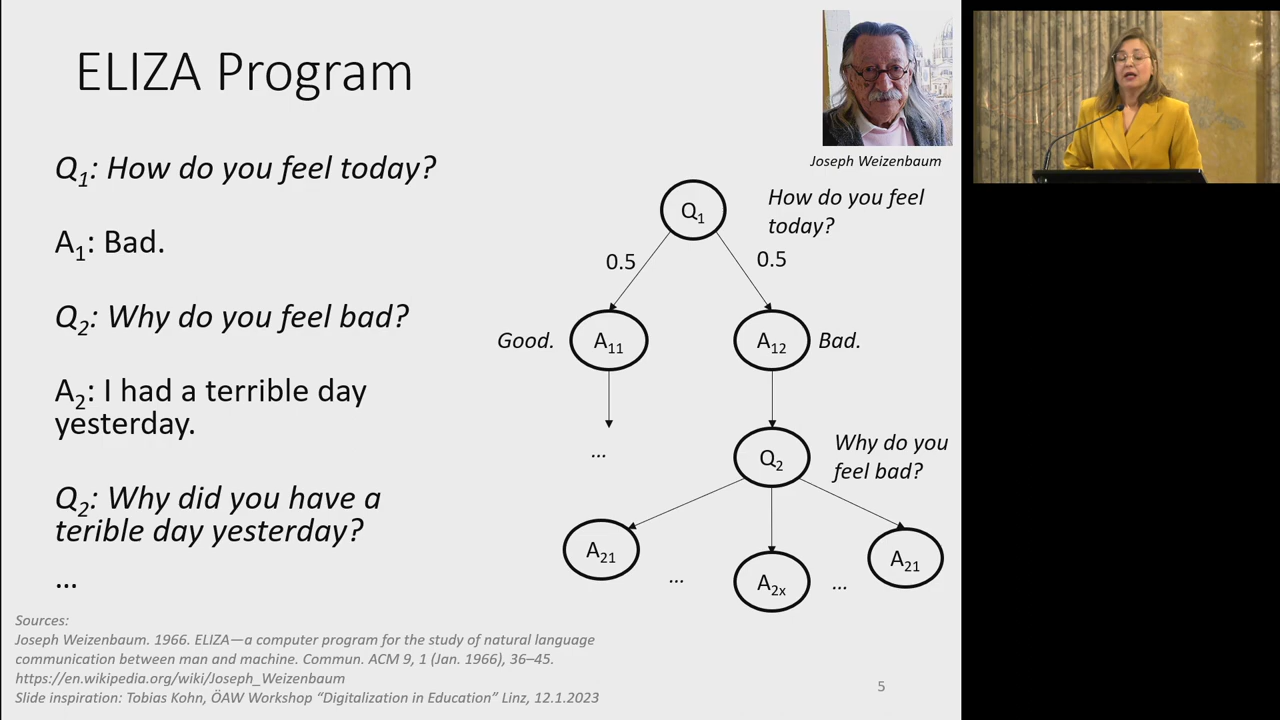 ELIZA Program
Q1: How do you feel today?
A1: Bad.
Q2: Why do you feel bad?
A2: I had a terrible day
yesterday.
Q2: Why did you have a
terible day yesterday?
...
Joseph Weizenbaum
Q1
How do you feel
today?
0.5
0.5
Good.
A11
A12
Bad.
...
Q2
Why do you
feel bad?
A21
...
A2x
...
A21
Sources:
Joseph Weizenbaum. 1966. ELIZA—a computer program for the study of natural language
communication between man and machine. Commun. ACM 9, 1 (Jan. 1966), 36–45.
https://en.wikipedia.org/wiki/Joseph_Weizenbaum
Slide inspiration: Tobias Kohn, ÖAW Workshop “Digitalization in Education” Linz, 12.1.2023
5